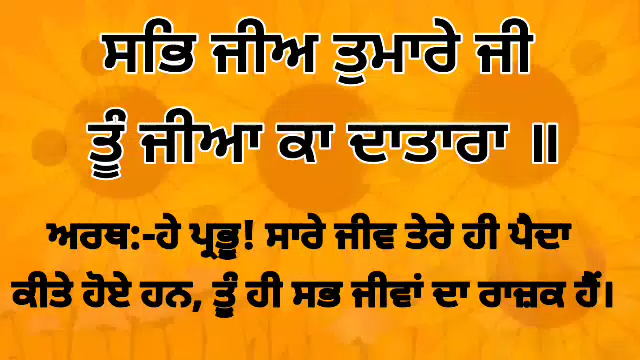 ਸਭਿ ਜੀਅ ਤੁਮਾਰੇ ਜੀ
ਤੂੰ ਜੀਆ ਕਾ ਦਾਤਾਰਾ ॥
ਅਰਥ:-ਹੇ ਪ੍ਰਭੂ! ਸਾਰੇ ਜੀਵ ਤੇਰੇ ਹੀ ਪੈਦਾ
ਕੀਤੇ ਹੋਏ ਹਨ, ਤੂੰ ਹੀ ਸਭ ਜੀਵਾਂ ਦਾ ਰਾਜ਼ਕ ਹੈਂ।